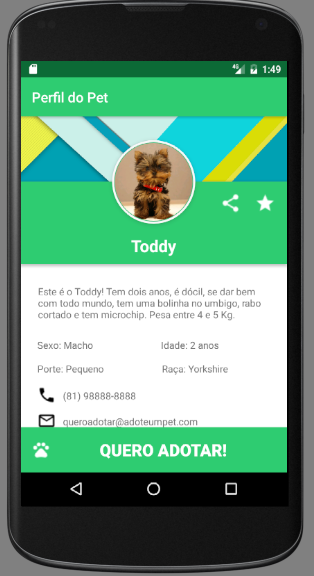 4G 1:49
Perfil do Pet
Toddy
Este é o Toddy! Tem dois anos, é dócil, se dar bem
com todo mundo, tem uma bolinha no umbigo, rabo
cortado e tem microchip. Pesa entre 4 e 5 Kg.
Sexo: Macho Idade: 2 anos
Porte: Pequeno Raça: Yorkshire
(81) 98888-8888
queroadotar@adoteumpet.com
QUERO ADOTAR!